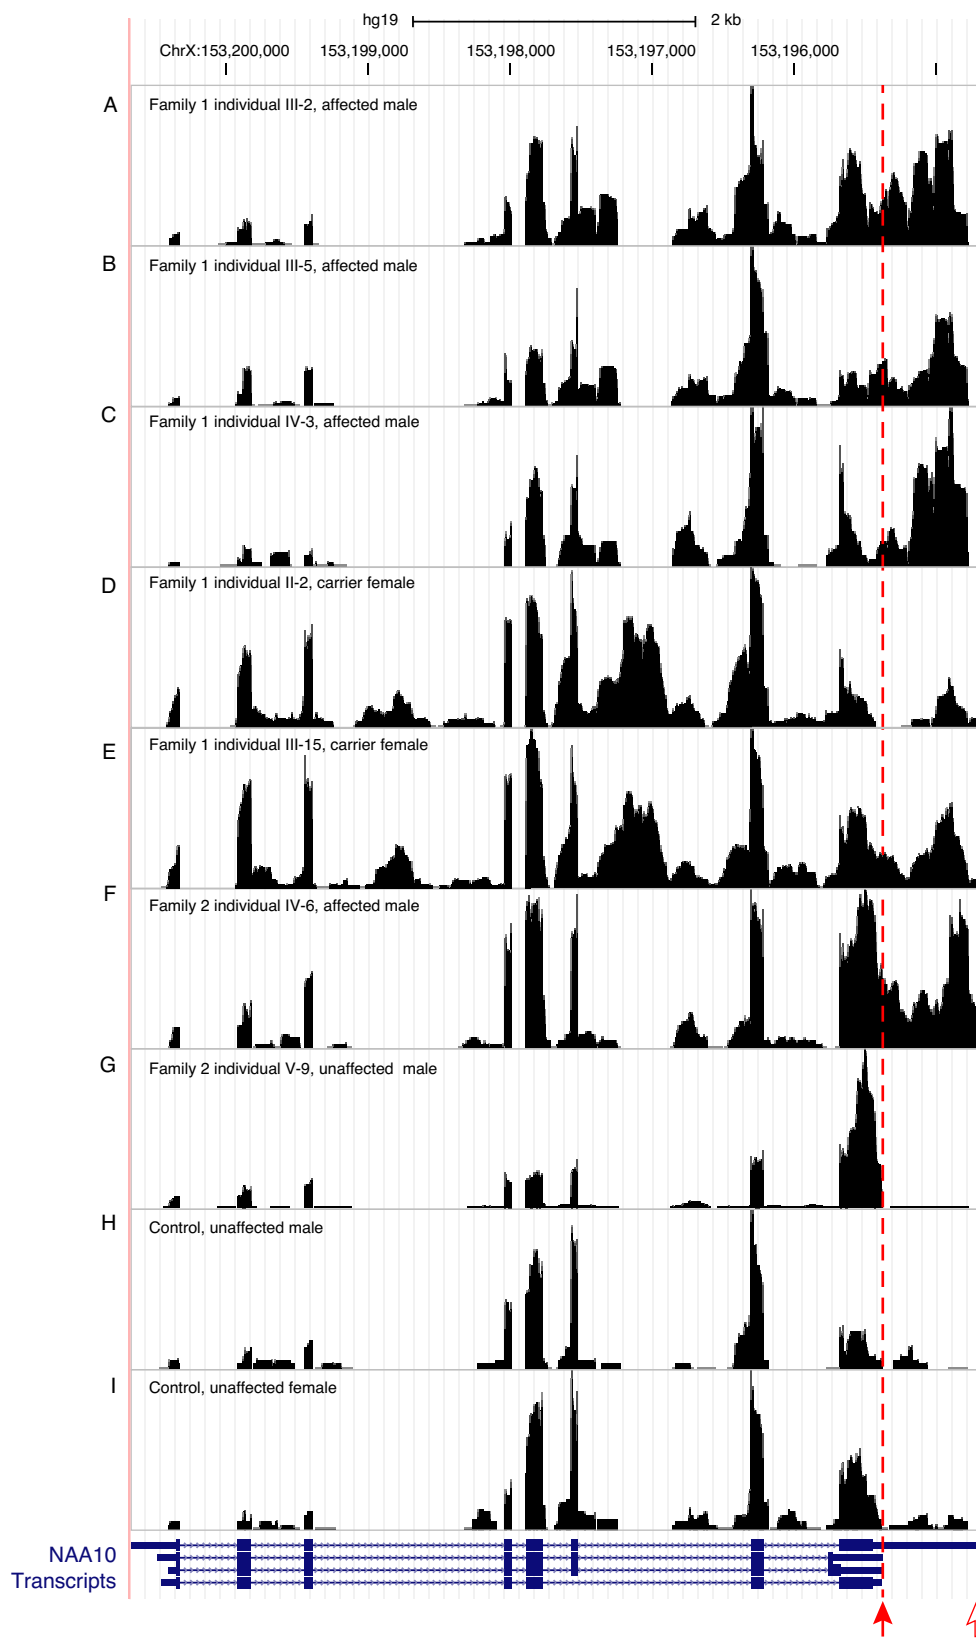 hg19 2 kb
ChrX:153,200,000 153,199,000 153,198,000 153,197,000 153,196,000
A Family 1 individual III-2, affected male
B Family 1 individual III-5, affected male
C Family 1 individual IV-3, affected male
D Family 1 individual II-2, carrier female
E Family 1 individual III-15, carrier female
F Family 2 individual IV-6, affected male
G Family 2 individual V-9, unaffected male
H Control, unaffected male
I Control, unaffected female
NAA10
Transcripts